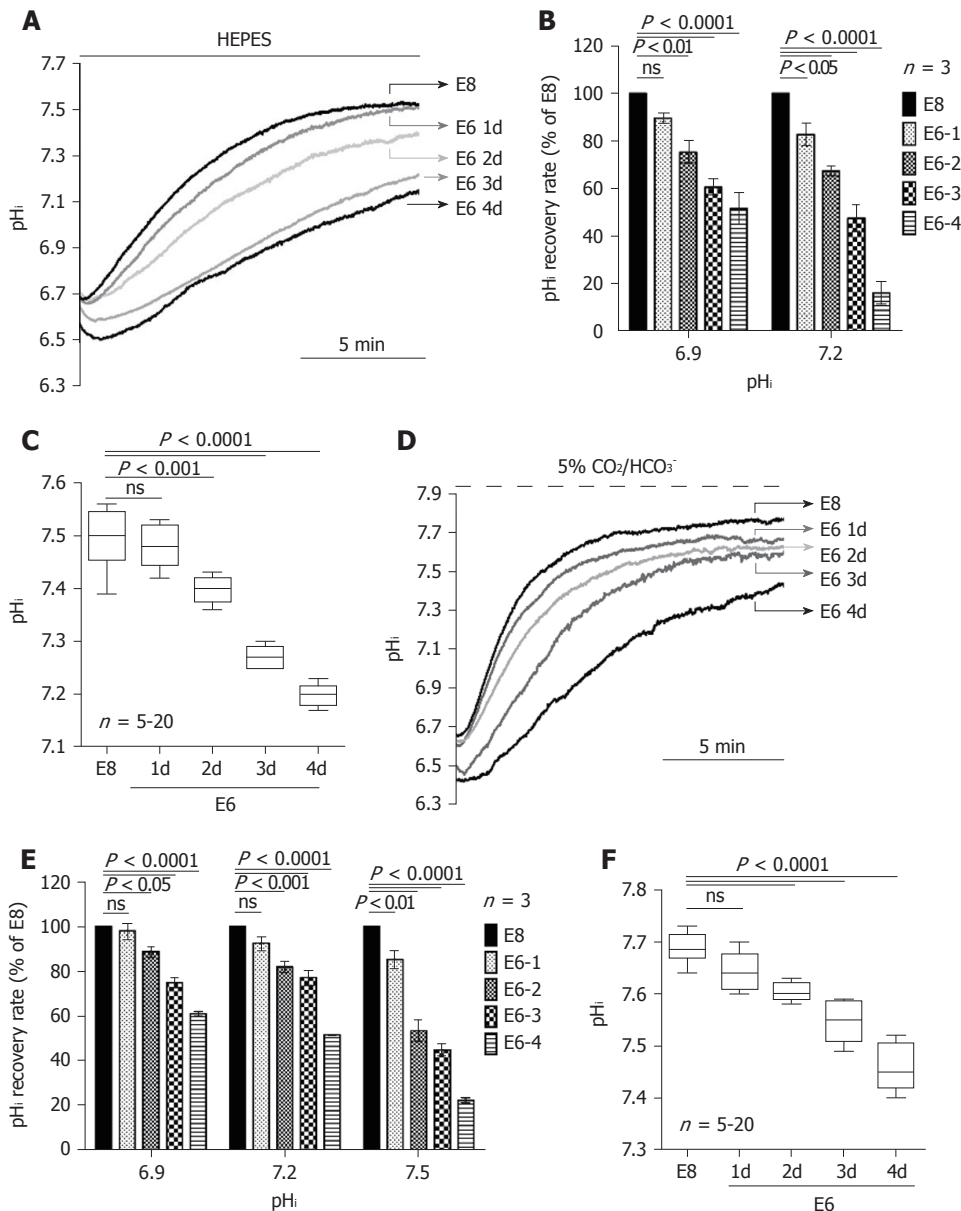 A
HEPES
7.7
7.5
7.3
7.1
6.9
6.7
6.5
6.3
pHi
E8
E6 1d
E6 2d
E6 3d
E6 4d
5 min
B
P < 0.0001
P < 0.01
ns
P < 0.0001
P < 0.05
n = 3
120
100
80
60
40
20
0
pHi recovery rate (% of E8)
6.9
7.2
pHi
E8
E6-1
E6-2
E6-3
E6-4
C
P < 0.0001
P < 0.001
ns
7.6
7.5
7.4
7.3
7.2
7.1
pHi
n = 5-20
E8
1d
2d
3d
4d
E6
D
5% CO₂/HCO₃⁻
7.9
7.7
7.5
7.3
7.1
6.9
6.7
6.5
6.3
pHi
E8
E6 1d
E6 2d
E6 3d
E6 4d
5 min
E
P < 0.0001
P < 0.05
ns
P < 0.0001
P < 0.001
ns
P < 0.0001
P < 0.01
n = 3
120
100
80
60
40
20
0
pHi recovery rate (% of E8)
6.9
7.2
7.5
pHi
E8
E6-1
E6-2
E6-3
E6-4
F
P < 0.0001
ns
7.8
7.7
7.6
7.5
7.4
7.3
pHi
n = 5-20
E8
1d
2d
3d
4d
E6